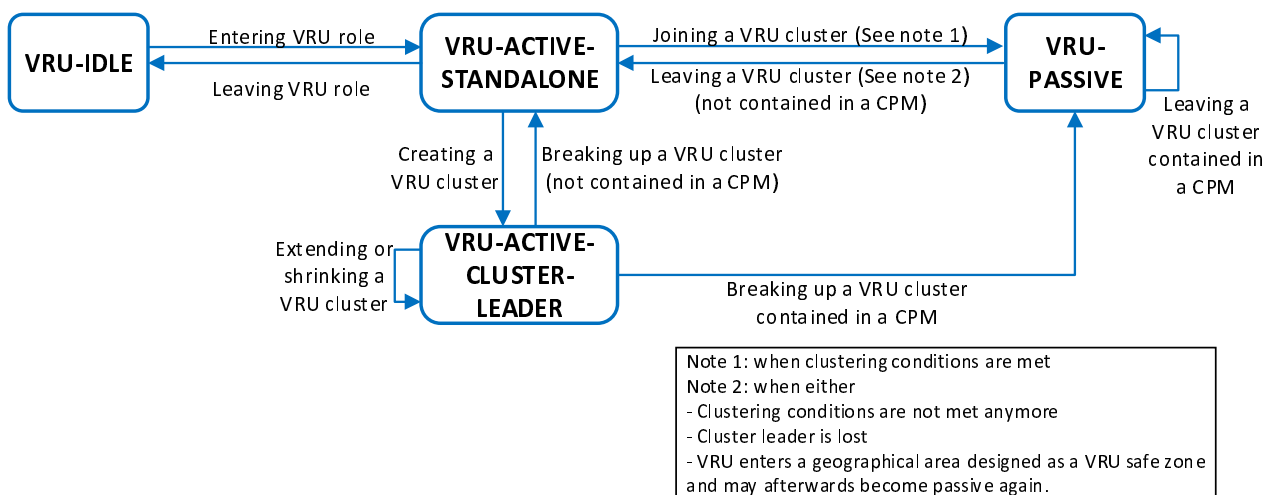 VRU-IDLE
Entering VRU role
Leaving VRU role
VRU-ACTIVE-
STANDALONE
Joining a VRU cluster (See note 1)
Leaving a VRU cluster (See note 2)
(not contained in a CPM)
VRU-
PASSIVE
Leaving a
VRU cluster
contained in
a CPM
Creating a
VRU cluster
Breaking up a VRU cluster
(not contained in a CPM)
Extending or
shrinking a
VRU cluster
VRU-ACTIVE-
CLUSTER-
LEADER
Breaking up a VRU cluster
contained in a CPM
Note 1: when clustering conditions are met
Note 2: when either
- Clustering conditions are not met anymore
- Cluster leader is lost
- VRU enters a geographical area designed as a VRU safe zone
and may afterwards become passive again.